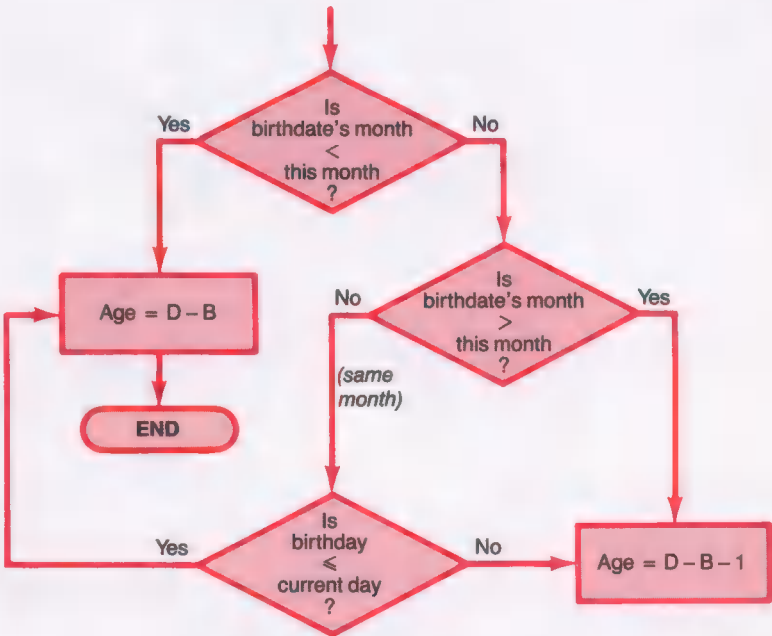 Is
birthdate's month
<
this month
?
Yes
No
Age = D – B
END
Is
birthdate's month
>
this month
?
No
Yes
(same
month)
Is
birthday
⩽
current day
?
Yes
No
Age = D – B – 1